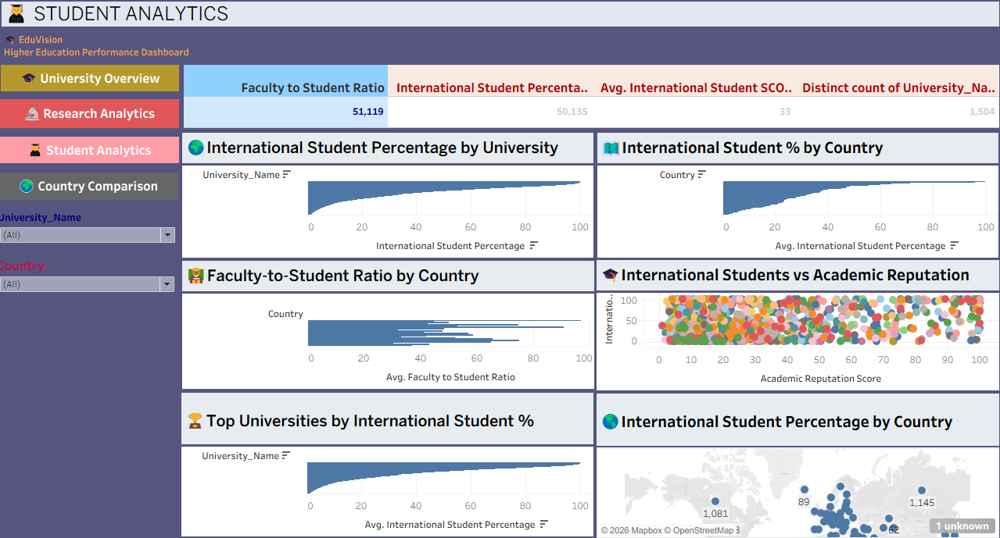 STUDENT ANALYTICS
EduVision
Higher Education Performance Dashboard
University Overview
Research Analytics
Student Analytics
Country Comparison
University_Name
(All)
Country
(All)
Faculty to Student Ratio International Student Percenta.. Avg. International Student SCO.. Distinct count of University_Na..
51,119 50,135 33 1,504
International Student Percentage by University
University_Name
0 20 40 60 80 100
International Student Percentage
International Student % by Country
Country
0 20 40 60 80 100
Avg. International Student Percentage
Faculty-to-Student Ratio by Country
Country
0 20 40 60 80 100
Avg. Faculty to Student Ratio
International Students vs Academic Reputation
Internatio..
100
50
0
0 10 20 30 40 50 60 70 80 90 100
Academic Reputation Score
Top Universities by International Student %
University_Name
0 20 40 60 80 100
Avg. International Student Percentage
International Student Percentage by Country
89
1,145
1,081
62
1 unknown
© 2026 Mapbox © OpenStreetMap